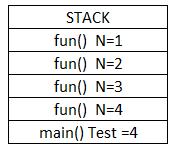 STACK
fun() N=1
fun() N=2
fun() N=3
fun() N=4
main() Test =4